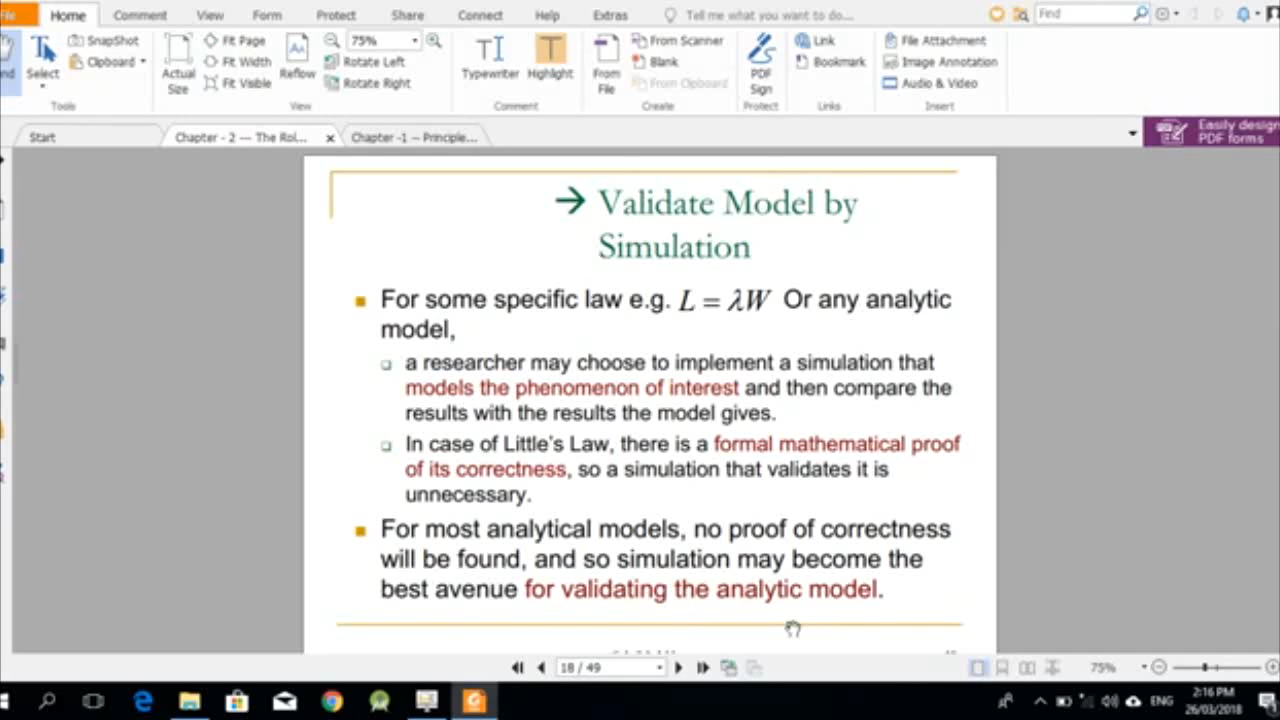 File Home Comment View Form Protect Share Connect Help Extras Tell me what you want to do... Find
SnapShot Fit Page 75% From Scanner Link File Attachment
Select Clipboard Actual Size Fit Width Reflow Rotate Left Typewriter Highlight From File Blank PDF Sign Bookmark Image Annotation
Fit Visible Rotate Right From Clipboard Audio & Video
Tools View Comment Create Protect Links Insert
Start Chapter - 2 --- The Rol... x Chapter -1 -- Principle... Easily design
PDF forms
→ Validate Model by
Simulation
For some specific law e.g. L = λW Or any analytic
model,
a researcher may choose to implement a simulation that
models the phenomenon of interest and then compare the
results with the results the model gives.
In case of Little's Law, there is a formal mathematical proof
of its correctness, so a simulation that validates it is
unnecessary.
For most analytical models, no proof of correctness
will be found, and so simulation may become the
best avenue for validating the analytic model.
18 / 49 75%
ENG 2:16 PM
26/03/2018